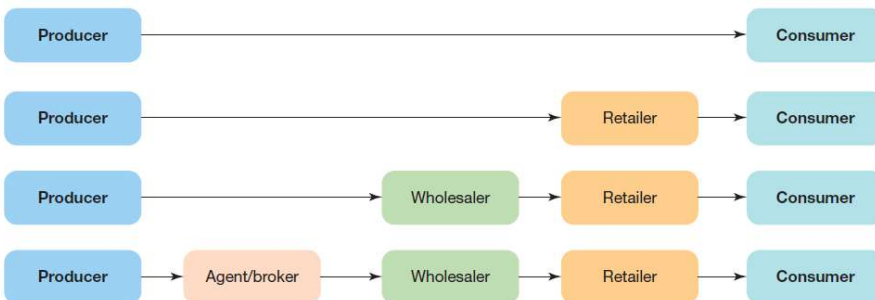 Producer Consumer
Producer Retailer Consumer
Producer Wholesaler Retailer Consumer
Producer Agent/broker Wholesaler Retailer Consumer